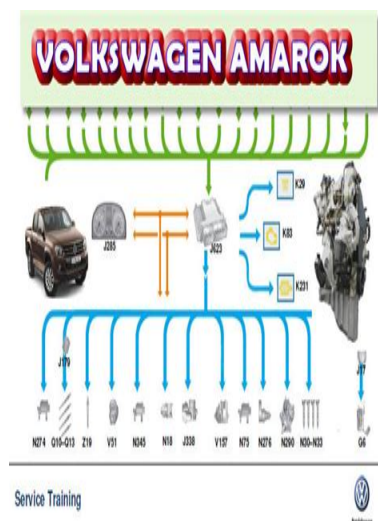 VOLKSWAGEN AMAROK
K29
J285
J623
K83
K231
J179
J17
N274 Q10-Q13 Z19 V51 N345 N18 J338 V157 N75 N276 N290 N30-N33 G6
Service Training